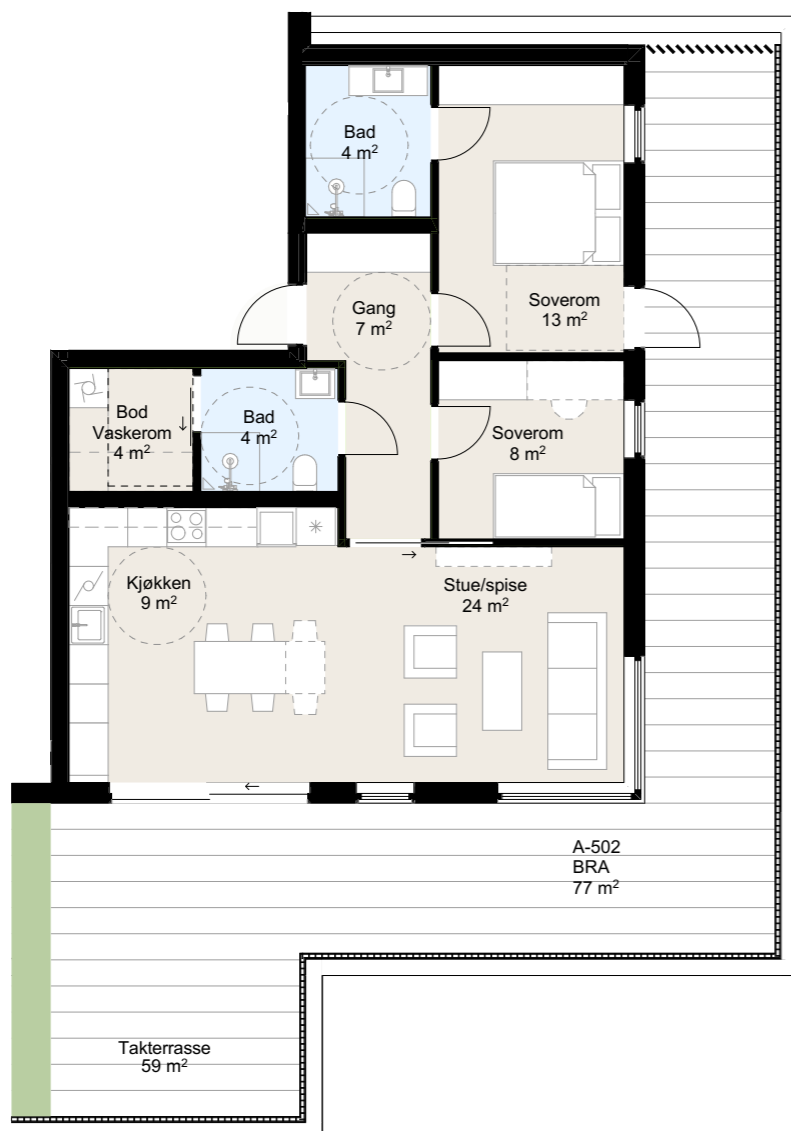 Bad
4 m²
Gang
7 m²
Soverom
13 m²
Bod
Vaskerom
4 m²
Bad
4 m²
Soverom
8 m²
Kjøkken
9 m²
Stue/spise
24 m²
A-502
BRA
77 m²
Takterrasse
59 m²